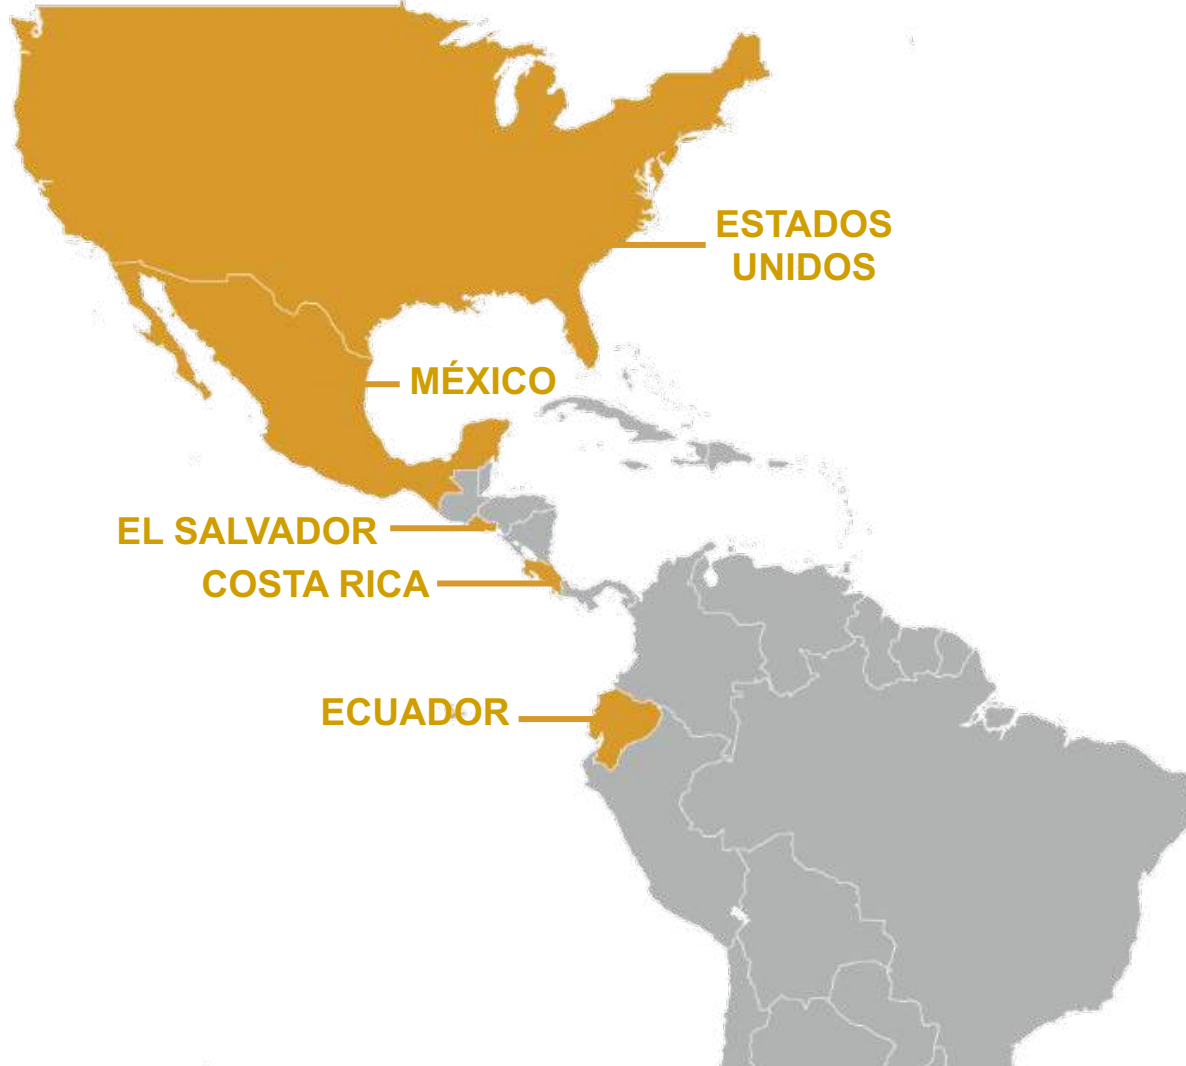 ESTADOS
UNIDOS
MÉXICO
EL SALVADOR
COSTA RICA
ECUADOR